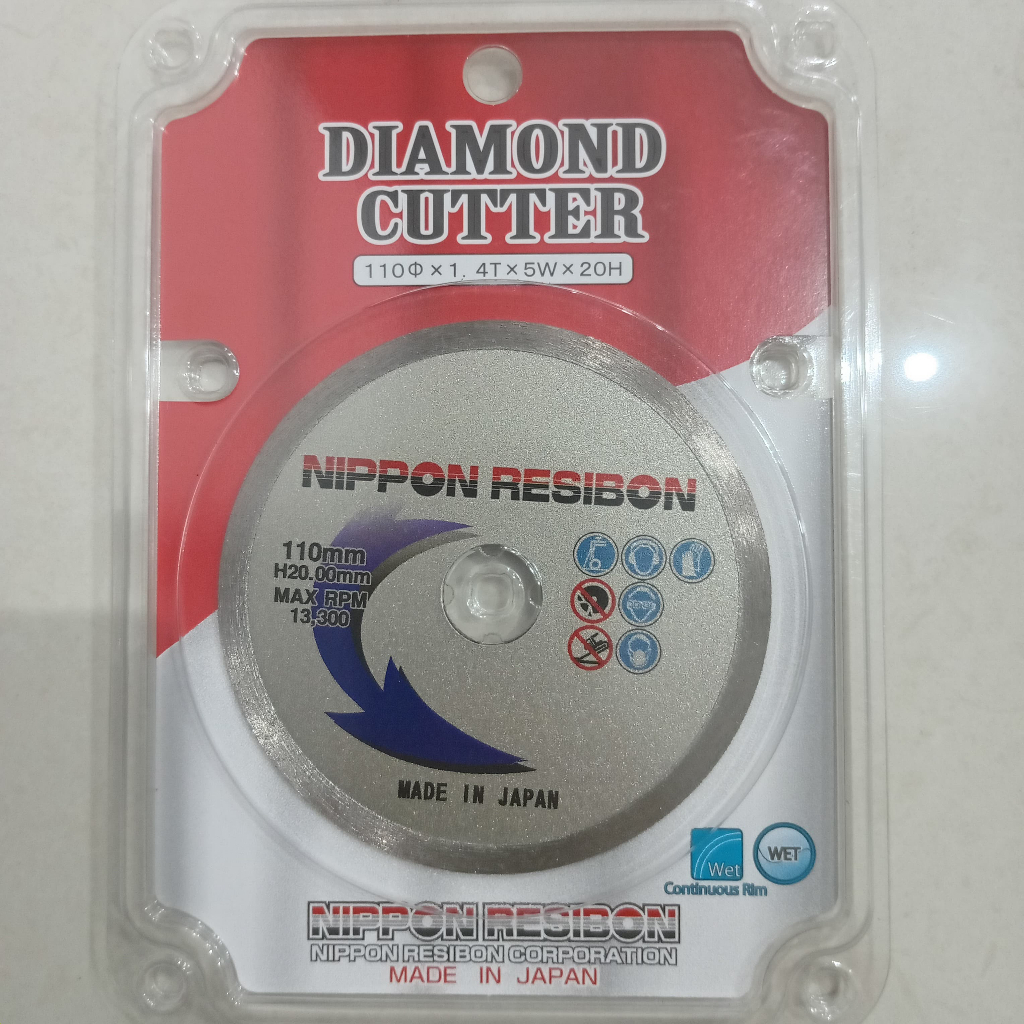 DIAMOND
CUTTER
110Φ×1.4T×5W×20H
NIPPON RESIBON
110mm
H20.00mm
MAX RPM
13,300
MADE IN JAPAN
Wet
WET
Continuous Rim
NIPPON RESIBON
NIPPON RESIBON CORPORATION
MADE IN JAPAN